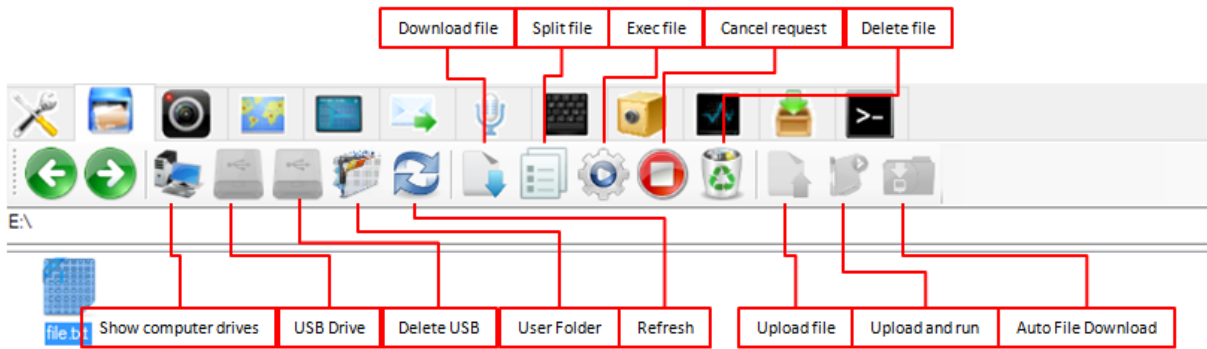 Download file
Split file
Exec file
Cancel request
Delete file
>-
E:\
file.txt
Show computer drives
USB Drive
Delete USB
User Folder
Refresh
Upload file
Upload and run
Auto File Download